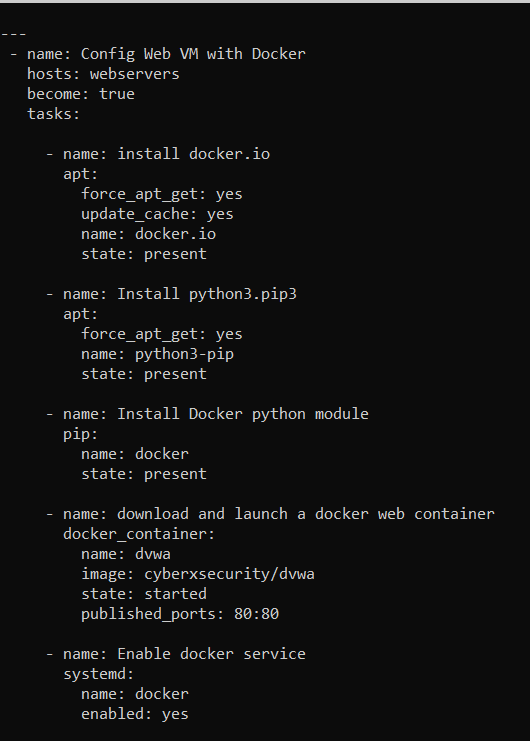 ---
 - name: Config Web VM with Docker
   hosts: webservers
   become: true
   tasks:

     - name: install docker.io
       apt:
         force_apt_get: yes
         update_cache: yes
         name: docker.io
         state: present

     - name: Install python3.pip3
       apt:
         force_apt_get: yes
         name: python3-pip
         state: present

     - name: Install Docker python module
       pip:
         name: docker
         state: present

     - name: download and launch a docker web container
       docker_container:
         name: dvwa
         image: cyberxsecurity/dvwa
         state: started
         published_ports: 80:80

     - name: Enable docker service
       systemd:
         name: docker
         enabled: yes